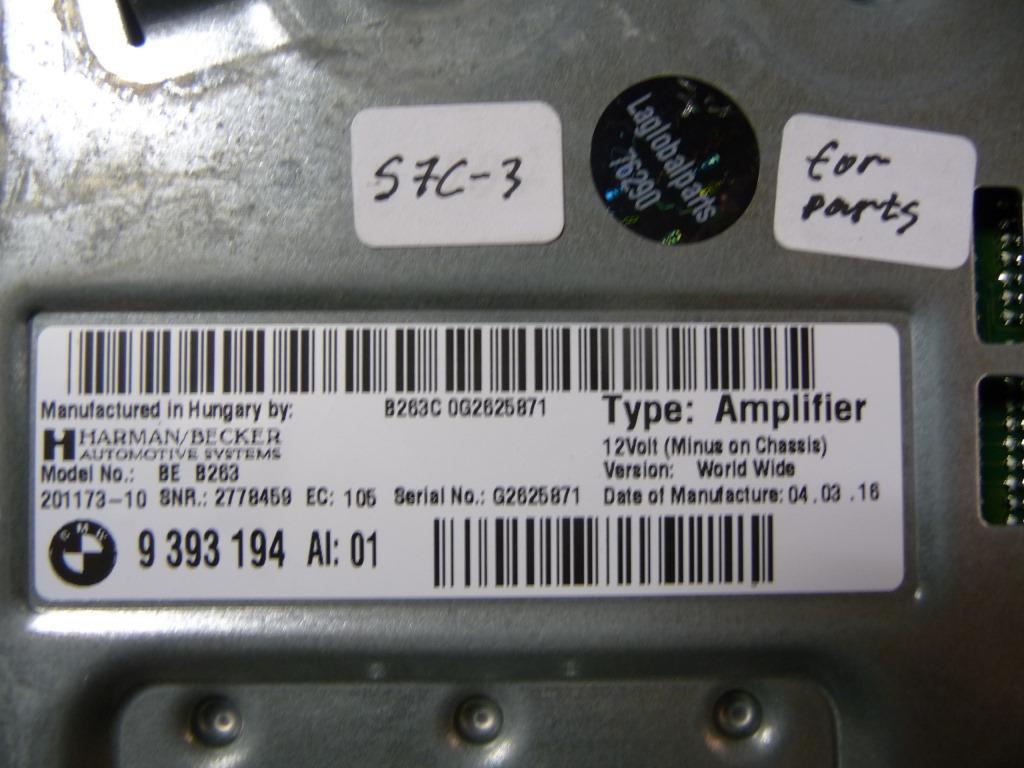 S7C-3
Laglobalparts
76290
for
parts
Manufactured in Hungary by:
B263C 0G2625871
Type: Amplifier
HARMAN/BECKER
AUTOMOTIVE SYSTEMS
12Volt (Minus on Chassis)
Model No.: BE B263
Version: World Wide
201173-10 SNR.: 2778459 EC: 105 Serial No.: G2625871 Date of Manufacture: 04.03.16
BMW
9 393 194 AI: 01